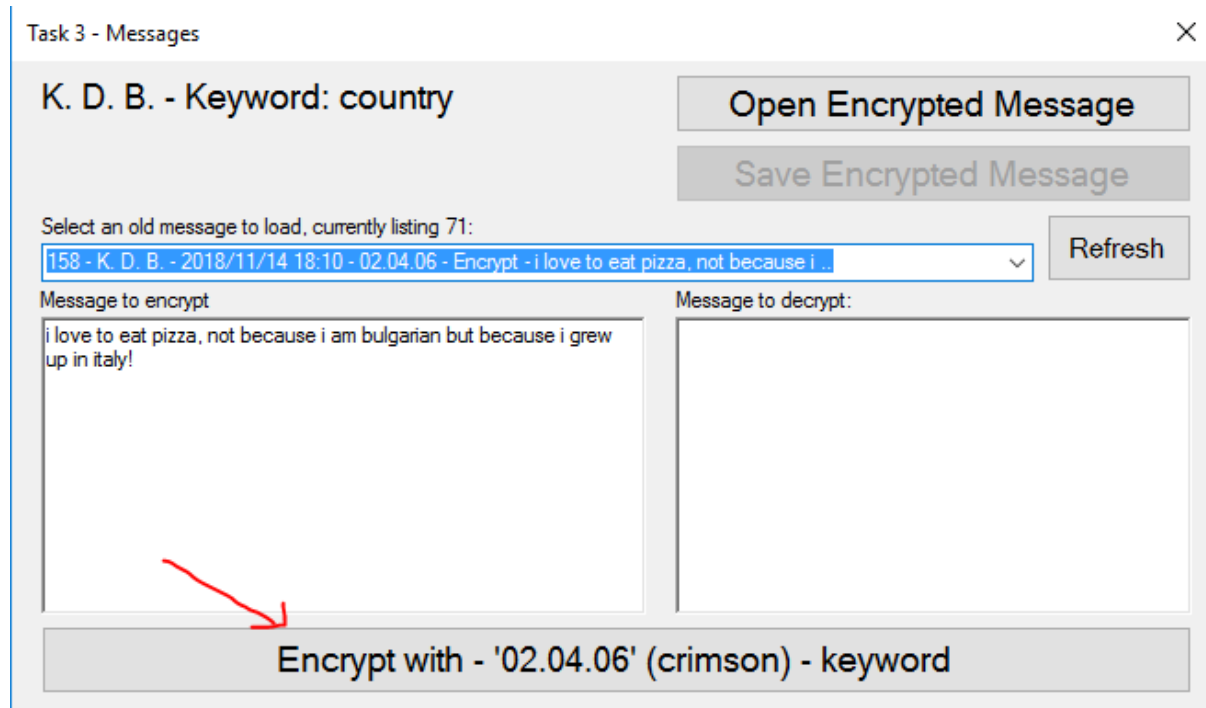 Task 3 - Messages
K. D. B. - Keyword: country
Open Encrypted Message
Save Encrypted Message
Select an old message to load, currently listing 71:
158 - K. D. B. - 2018/11/14 18:10 - 02.04.06 - Encrypt - i love to eat pizza, not because i ..
Refresh
Message to encrypt
Message to decrypt:
i love to eat pizza, not because i am bulgarian but because i grew
up in italy!
Encrypt with - '02.04.06' (crimson) - keyword